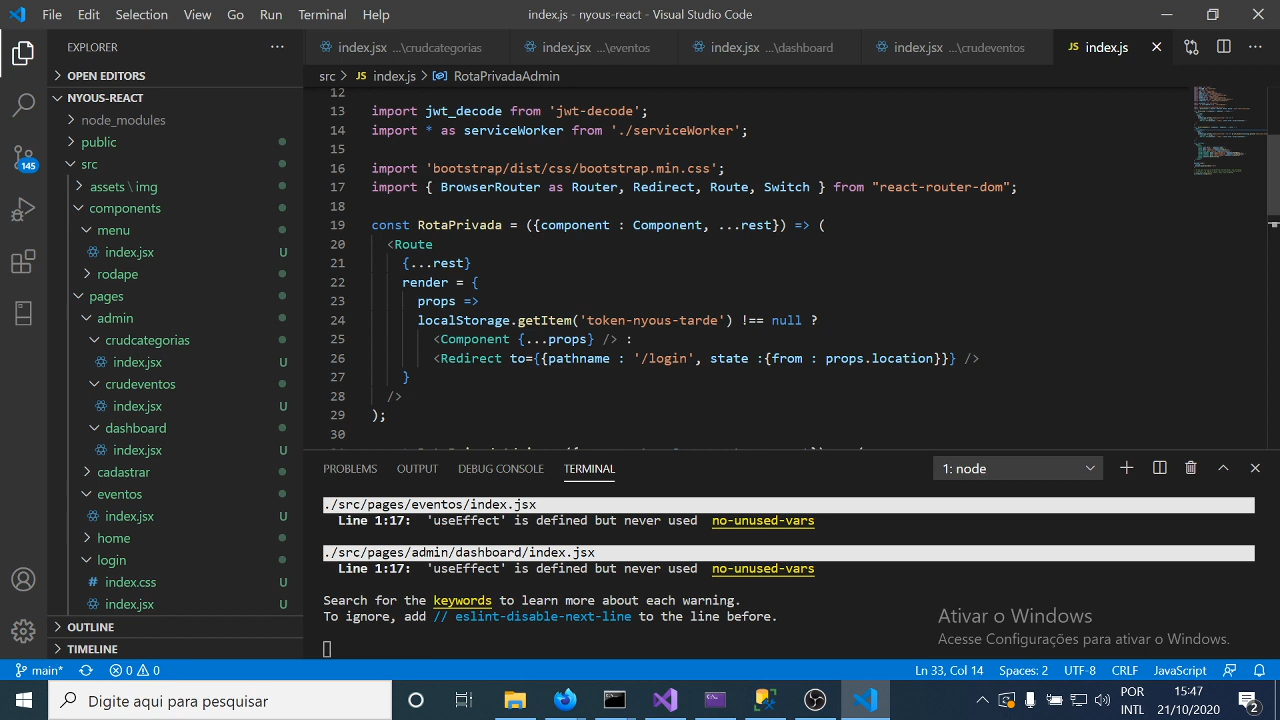 File Edit Selection View Go Run Terminal Help
index.js - nyous-react - Visual Studio Code
EXPLORER
OPEN EDITORS
NYOUS-REACT
node_modules
public
src
assets \ img
components
menu
index.jsx U
rodape
pages
admin
crudcategorias
index.jsx U
crudeventos
index.jsx U
dashboard
index.jsx U
cadastrar
eventos
index.jsx U
home
login
# index.css U
index.jsx U
OUTLINE
TIMELINE
145
index.jsx ...\crudcategorias
index.jsx ...\eventos
index.jsx ...\dashboard
index.jsx ...\crudeventos
JS index.js
src > JS index.js > RotaPrivadaAdmin
12
13 import jwt_decode from 'jwt-decode';
14 import * as serviceWorker from './serviceWorker';
15
16 import 'bootstrap/dist/css/bootstrap.min.css';
17 import { BrowserRouter as Router, Redirect, Route, Switch } from "react-router-dom";
18
19 const RotaPrivada = ({component : Component, ...rest}) => (
20 <Route
21 {...rest}
22 render = {
23 props =>
24 localStorage.getItem('token-nyous-tarde') !== null ?
25 <Component {...props} /> :
26 <Redirect to={{pathname : '/login', state :{from : props.location}}} />
27 }
28 />
29 );
30
PROBLEMS OUTPUT DEBUG CONSOLE TERMINAL
1: node
./src/pages/eventos/index.jsx
Line 1:17: 'useEffect' is defined but never used no-unused-vars
./src/pages/admin/dashboard/index.jsx
Line 1:17: 'useEffect' is defined but never used no-unused-vars
Search for the keywords to learn more about each warning.
To ignore, add // eslint-disable-next-line to the line before.
Ativar o Windows
Acesse Configurações para ativar o Windows.
main* 0 0
Ln 33, Col 14 Spaces: 2 UTF-8 CRLF JavaScript
Digite aqui para pesquisar
POR
INTL
15:47
21/10/2020
2